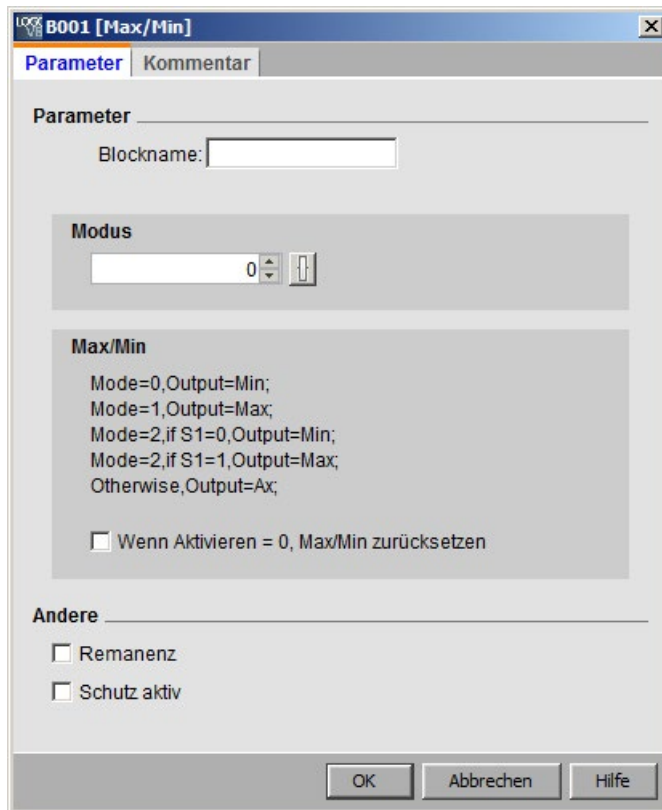 B001 [Max/Min]
Parameter Kommentar
Parameter
Blockname:
Modus
0
Max/Min
Mode=0,Output=Min;
Mode=1,Output=Max;
Mode=2,if S1=0,Output=Min;
Mode=2,if S1=1,Output=Max;
Otherwise,Output=Ax;
Wenn Aktivieren = 0, Max/Min zurücksetzen
Andere
Remanenz
Schutz aktiv
OK Abbrechen Hilfe